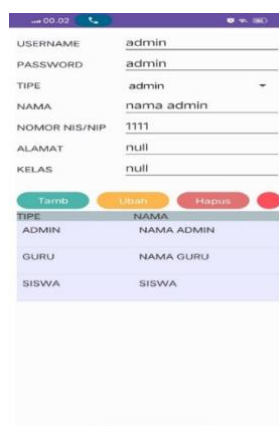 00.02
USERNAME admin
PASSWORD admin
TIPE admin
NAMA nama admin
NOMOR NIS/NIP 1111
ALAMAT null
KELAS null
Tamb Ubah Hapus
TIPE NAMA
ADMIN NAMA ADMIN
GURU NAMA GURU
SISWA SISWA